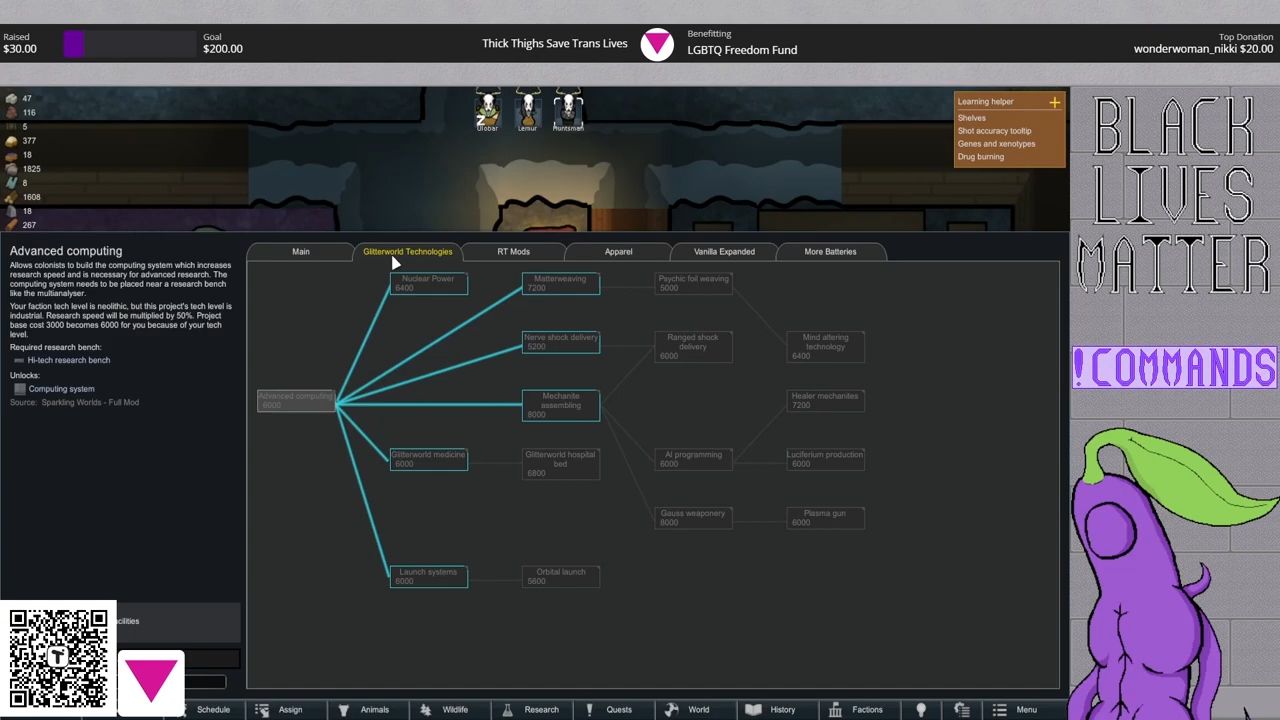 Raised
$30.00
Goal
$200.00
Thick Thighs Save Trans Lives
Benefitting
LGBTQ Freedom Fund
Top Donation
wonderwoman_nikki $20.00
47
116
5
377
18
1825
8
1608
18
267
Z
Ulobar
Lemur
Huntsman
Learning helper
Shelves
Shot accuracy tooltip
Genes and xenotypes
Drug burning
BLACK
LIVES
MATTER
!COMMANDS
Main
Glitterworld Technologies
RT Mods
Apparel
Vanilla Expanded
More Batteries
Advanced computing
Allows colonists to build the computing system which increases
research speed and is necessary for advanced research. The
computing system needs to be placed near a research bench
like the multianalyser.
Your faction tech level is neolithic, but this project's tech level is
industrial. Research speed will be multiplied by 50%. Project
base cost 3000 becomes 6000 for you because of your tech
level.
Required research bench:
Hi-tech research bench
Unlocks:
Computing system
Source: Sparkling Worlds - Full Mod
Nuclear Power
6400
Matterweaving
7200
Psychic foil weaving
5000
Nerve shock delivery
5200
Ranged shock
delivery
6000
Mind altering
technology
6400
Advanced computing
6000
Mechanite
assembling
8000
Healer mechanites
7200
Glitterworld medicine
6000
Glitterworld hospital
bed
6800
AI programming
6000
Luciferium production
6000
Gauss weaponery
8000
Plasma gun
6000
Launch systems
6000
Orbital launch
5600
cilities
T
Schedule
Assign
Animals
Wildlife
Research
Quests
World
History
Factions
Menu